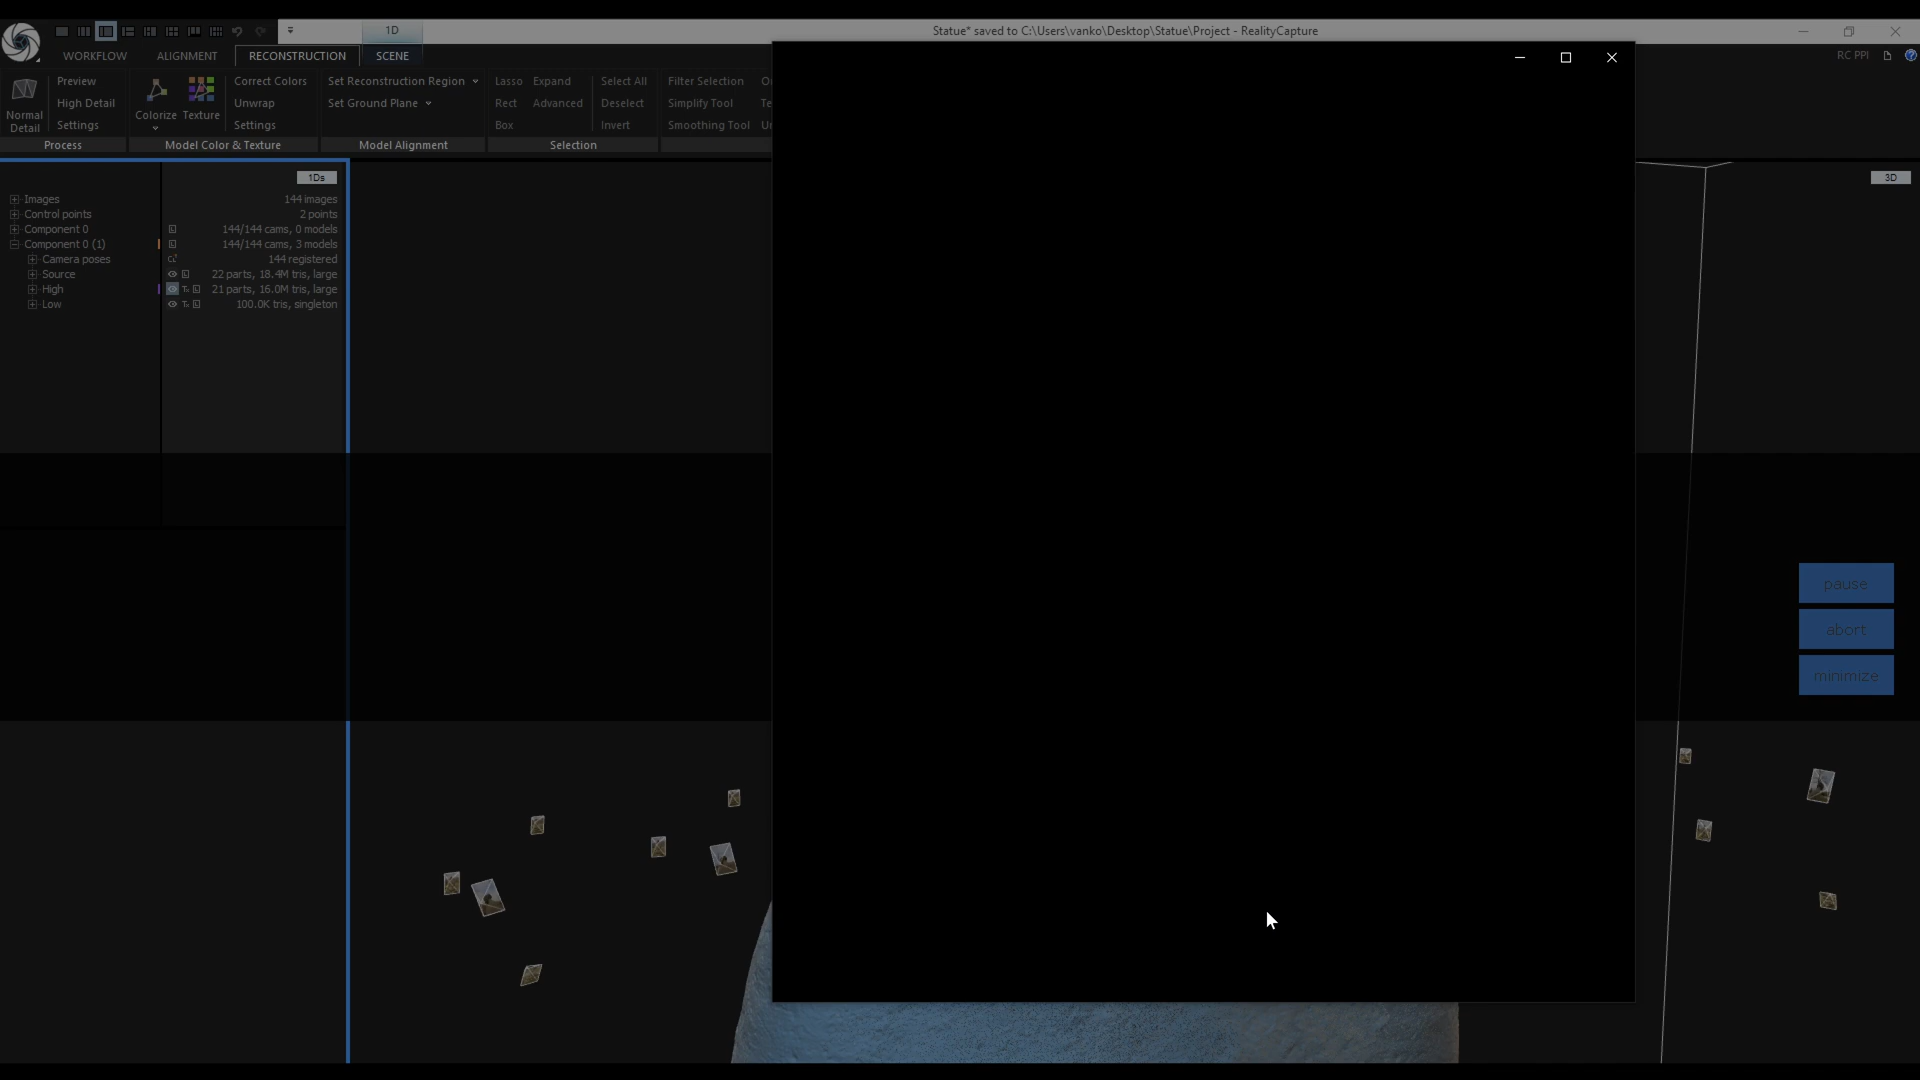 1D
Statue* saved to C:\Users\vanko\Desktop\Statue\Project - RealityCapture
WORKFLOW ALIGNMENT RECONSTRUCTION SCENE
RC PPI
Normal Detail
Preview
High Detail
Settings
Process
Colorize Texture
Correct Colors
Unwrap
Settings
Model Color & Texture
Set Reconstruction Region
Set Ground Plane
Model Alignment
Lasso Expand Select All
Rect Advanced Deselect
Box Invert
Selection
Filter Selection
Simplify Tool
Smoothing Tool
1Ds
3D
Images 144 images
Control points 2 points
Component 0 144/144 cams, 0 models
Component 0 (1) 144/144 cams, 3 models
Camera poses 144 registered
Source 22 parts, 18.4M tris, large
High 21 parts, 16.0M tris, large
Low 100.0K tris, singleton
pause
abort
minimize